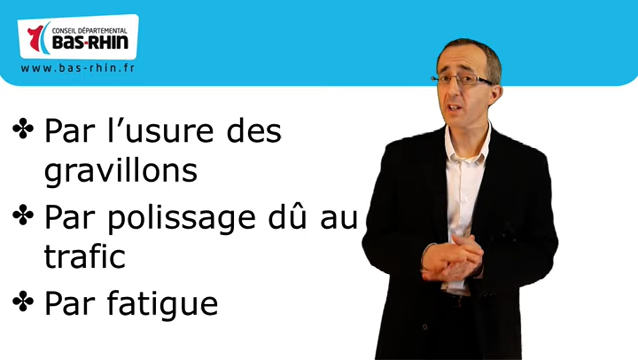 CONSEIL DÉPARTEMENTAL
BAS-RHIN
www.bas-rhin.fr
✤ Par l’usure des
gravillons
✤ Par polissage dû au
trafic
✤ Par fatigue